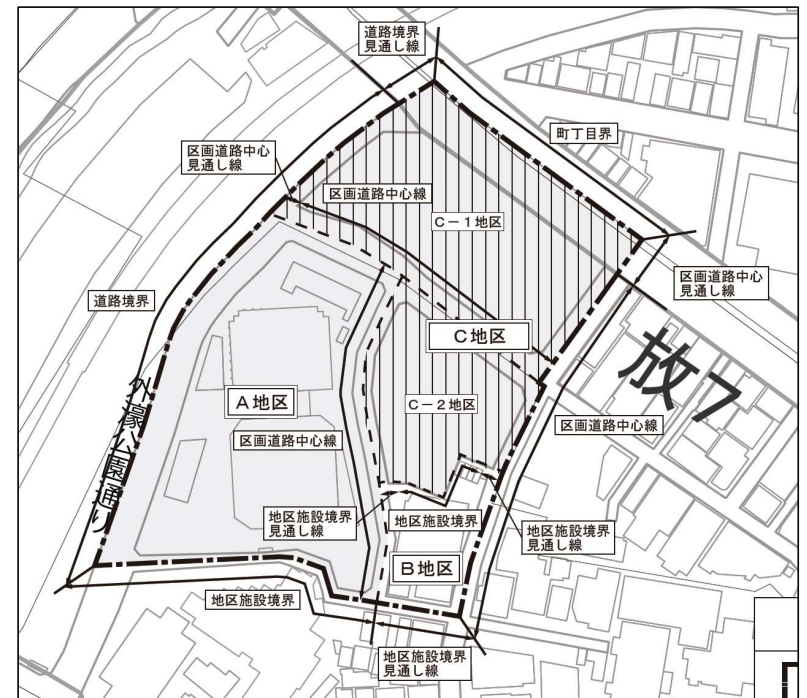 道路境界
見通し線
町丁目界
区画道路中心
見通し線
区画道路中心線
C－1地区
区画道路中心
見通し線
道路境界
C地区
放7
A地区
C－2地区
外濠公園通り
区画道路中心線
区画道路中心線
地区施設境界
見通し線
地区施設境界
地区施設境界
見通し線
B地区
地区施設境界
地区施設境界
見通し線